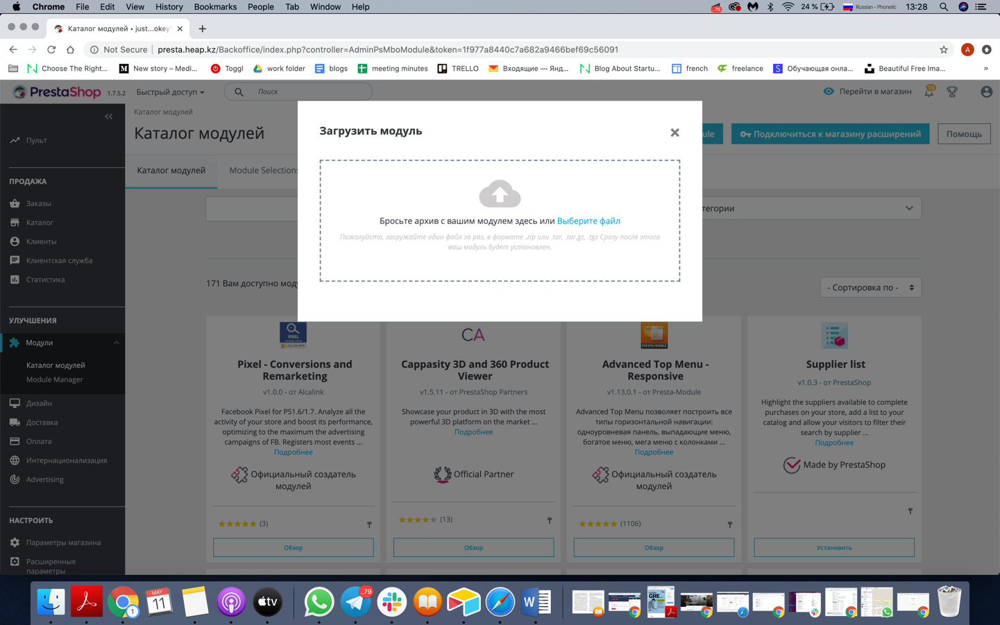 Chrome File Edit View History Bookmarks People Tab Window Help
79
24 %
Russian - Phonetic
13:28
Каталог модулей • just...okey!
Not Secure
presta.heap.kz/Backoffice/index.php?controller=AdminPsMboModule&token=1f977a8440c7a682a9466bef69c56091
A
Choose The Right...
New story – Medi...
Toggl
work folder
blogs
meeting minutes
TRELLO
Входящие — Янд...
Blog About Startu...
french
freelance
Обучающая онла...
Beautiful Free Ima...
»
PrestaShop 1.7.5.2
Быстрый доступ
Поиск
Перейти в магазин
19
Каталог модулей
Каталог модулей
ule
Подключиться к магазину расширений
Помощь
Каталог модулей
Module Selections
Пульт
ПРОДАЖА
Заказы
Каталог
Клиенты
Клиентская служба
Статистика
УЛУЧШЕНИЯ
Модули
Каталог модулей
Module Manager
Дизайн
Доставка
Оплата
Интернационализация
Advertising
НАСТРОИТЬ
Параметры магазина
Расширенные
параметры
Загрузить модуль
Бросьте архив с вашим модулем здесь или Выберите файл
Пожалуйста, загружайте один файл за раз, в формате .zip или .tar, .tar.gz, .tgz Сразу после этого
ваш модуль будет установлен.
тегории
171 Вам доступно моду
- Сортировка по -
PIXEL
ALCALINK
Pixel - Conversions and
Remarketing
v1.0.0 - от Alcalink
Facebook Pixel for PS1.6/1.7. Analyze all the
activity of your store and boost its performance,
optimizing to the maximum the advertising
campaigns of FB. Registers most events ...
Подробнее
Официальный создатель
модулей
(3)
Обзор
CA
Cappasity 3D and 360 Product
Viewer
v1.5.11 - от PrestaShop Partners
Showcase your product in 3D with the most
powerful 3D platform on the market ...
Подробнее
Official Partner
(13)
Обзор
PRESTA-MODULE
Advanced Top Menu -
Responsive
v1.13.0.1 - от Presta-Module
Advanced Top Menu позволяет построить все
типы горизонтальной навигации:
одноуровневая панель, выпадающие меню,
богатое меню, мега меню с колонками ...
Подробнее
Официальный создатель
модулей
(1106)
Обзор
Supplier list
v1.0.3 - от PrestaShop
Highlight the suppliers available to complete
purchases on your store, add a list to your
catalog and allow your visitors to filter their
search by supplier ...
Подробнее
Made by PrestaShop
Установить
1
MAY
11
tv
..79
W
GRE